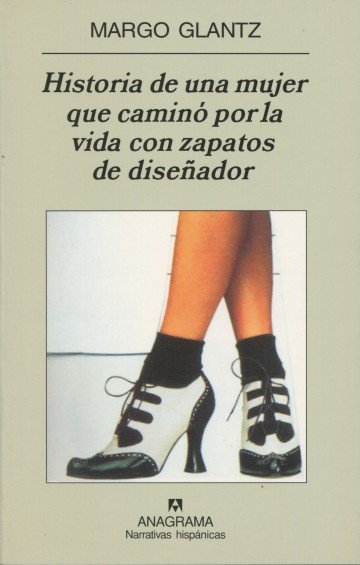 MARGO GLANTZ
Historia de una mujer
que caminó por la
vida con zapatos
de diseñador
ANAGRAMA
Narrativas hispánicas